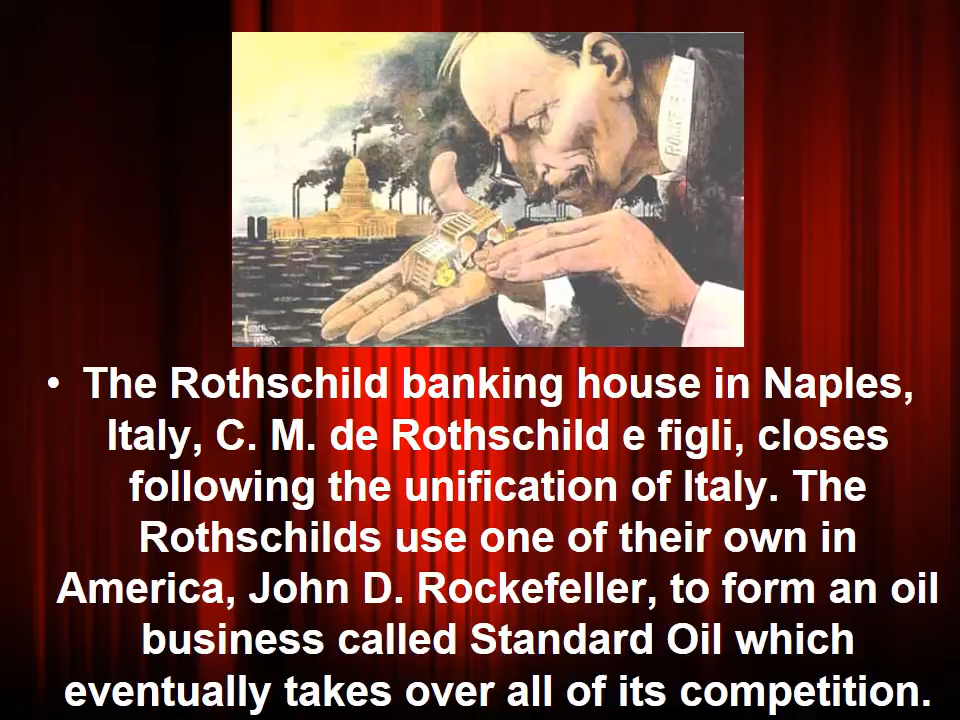 ROCKEFELLER
• The Rothschild banking house in Naples,
Italy, C. M. de Rothschild e figli, closes
following the unification of Italy. The
Rothschilds use one of their own in
America, John D. Rockefeller, to form an oil
business called Standard Oil which
eventually takes over all of its competition.